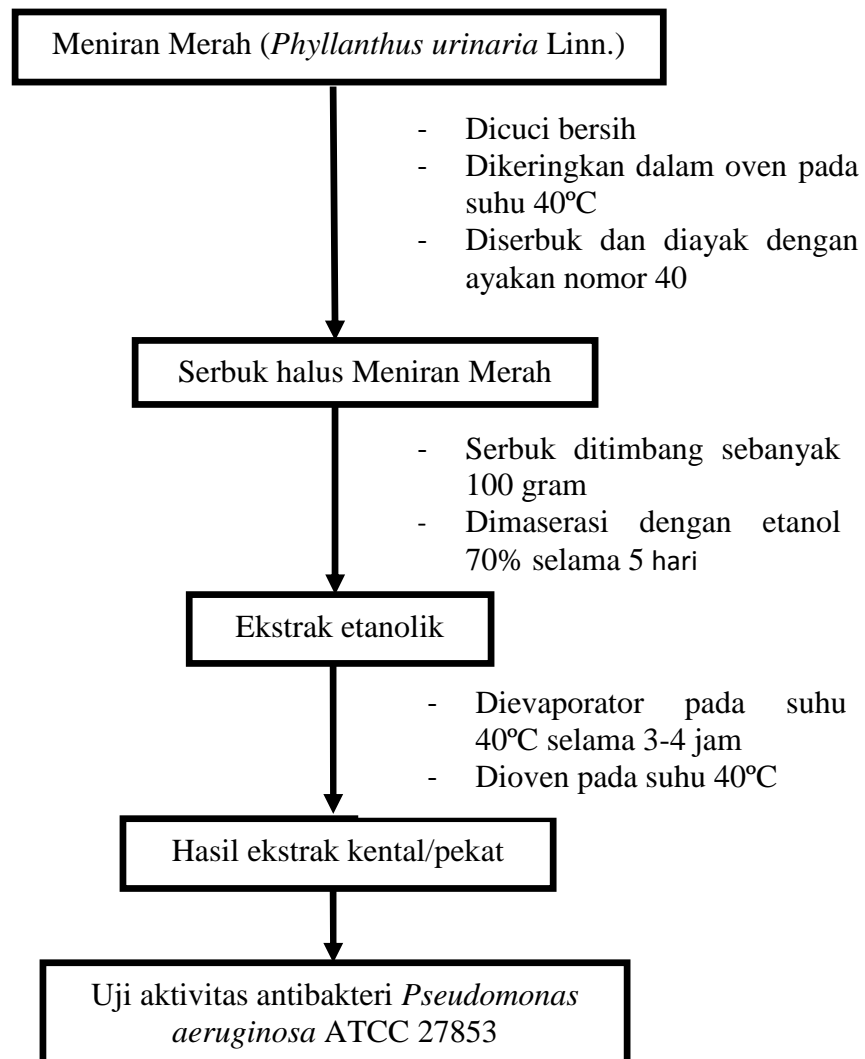 Meniran Merah (Phyllanthus urinaria Linn.)
- Dicuci bersih
- Dikeringkan dalam oven pada
suhu 40ºC
- Diserbuk dan diayak dengan
ayakan nomor 40
Serbuk halus Meniran Merah
- Serbuk ditimbang sebanyak
100 gram
- Dimaserasi dengan etanol
70% selama 5 hari
Ekstrak etanolik
- Dievaporator pada suhu
40ºC selama 3-4 jam
- Dioven pada suhu 40ºC
Hasil ekstrak kental/pekat
Uji aktivitas antibakteri Pseudomonas
aeruginosa ATCC 27853